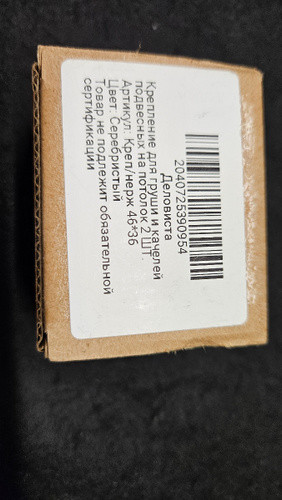 2040725390954
Деловиста
Крепление для груши и качелей
подвесных на потолок 2 ШТ.
Артикул: Креп/нерж 46*36
Цвет: Серебристый
Товар не подлежит обязательной
сертификации